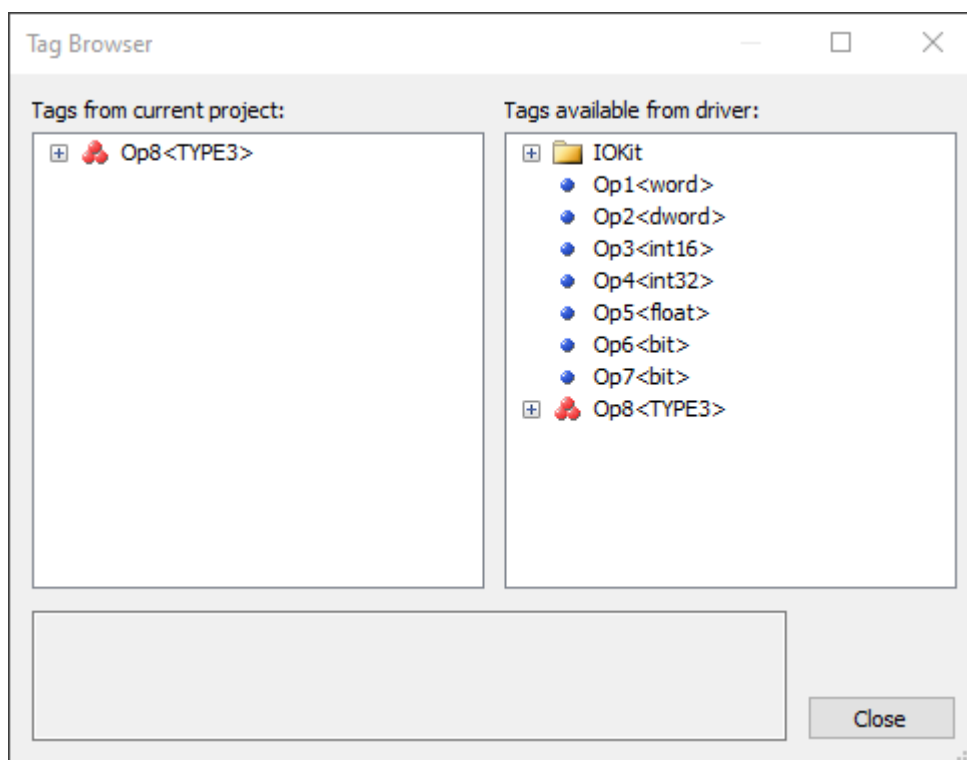 Tag Browser
Tags from current project:
Op8<TYPE3>
Tags available from driver:
IOKit
Op1<word>
Op2<dword>
Op3<int16>
Op4<int32>
Op5<float>
Op6<bit>
Op7<bit>
Op8<TYPE3>
Close